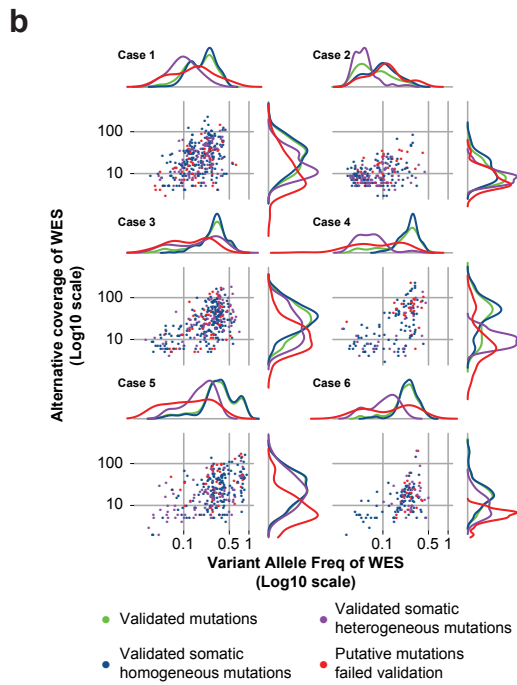 b
Case 1
Case 2
100
10
Case 3
Case 4
100
10
Case 5
Case 6
100
10
0.1 0.5 1 0.1 0.5 1
Alternative coverage of WES
(Log10 scale)
Variant Allele Freq of WES
(Log10 scale)
Validated mutations
Validated somatic
heterogeneous mutations
Validated somatic
homogeneous mutations
Putative mutations
failed validation